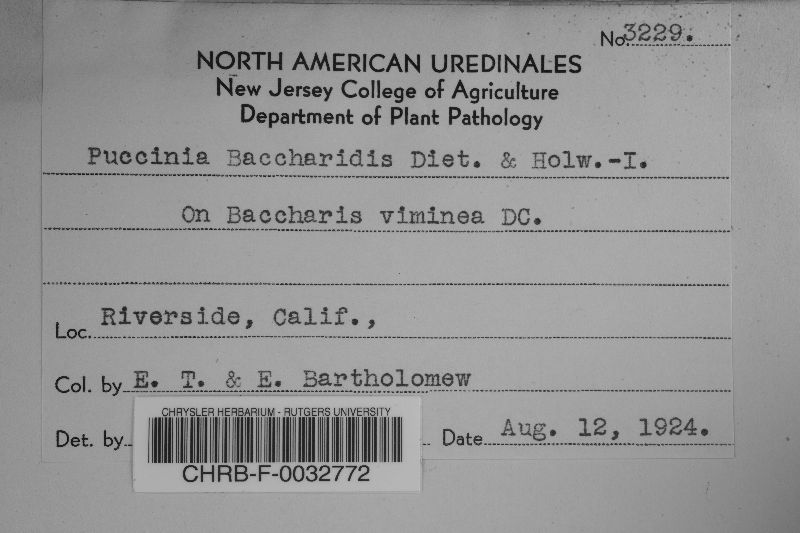 No. 3229.
NORTH AMERICAN UREDINALES
New Jersey College of Agriculture
Department of Plant Pathology
Puccinia Baccharidis Diet. & Holw.-I.
On Baccharis viminea DC.
Loc. Riverside, Calif.,
Col. by E. T. & E. Bartholomew
Det. by Date Aug. 12, 1924.
CHRYSLER HERBARIUM - RUTGERS UNIVERSITY
CHRB-F-0032772